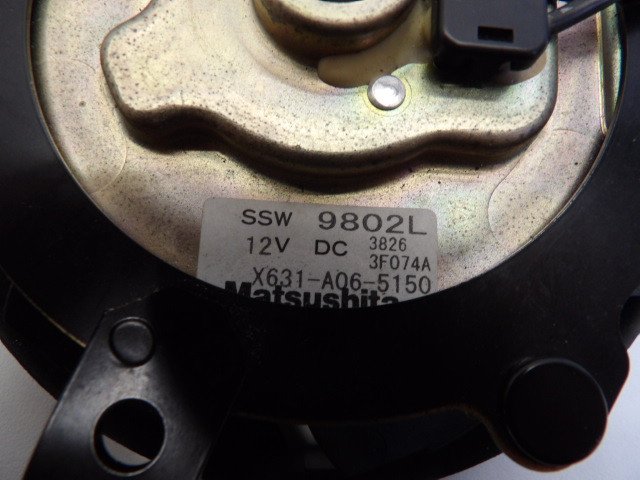 SSW 9802L
12V DC 3826
3F074A
X631-A06-5150
Matsushita